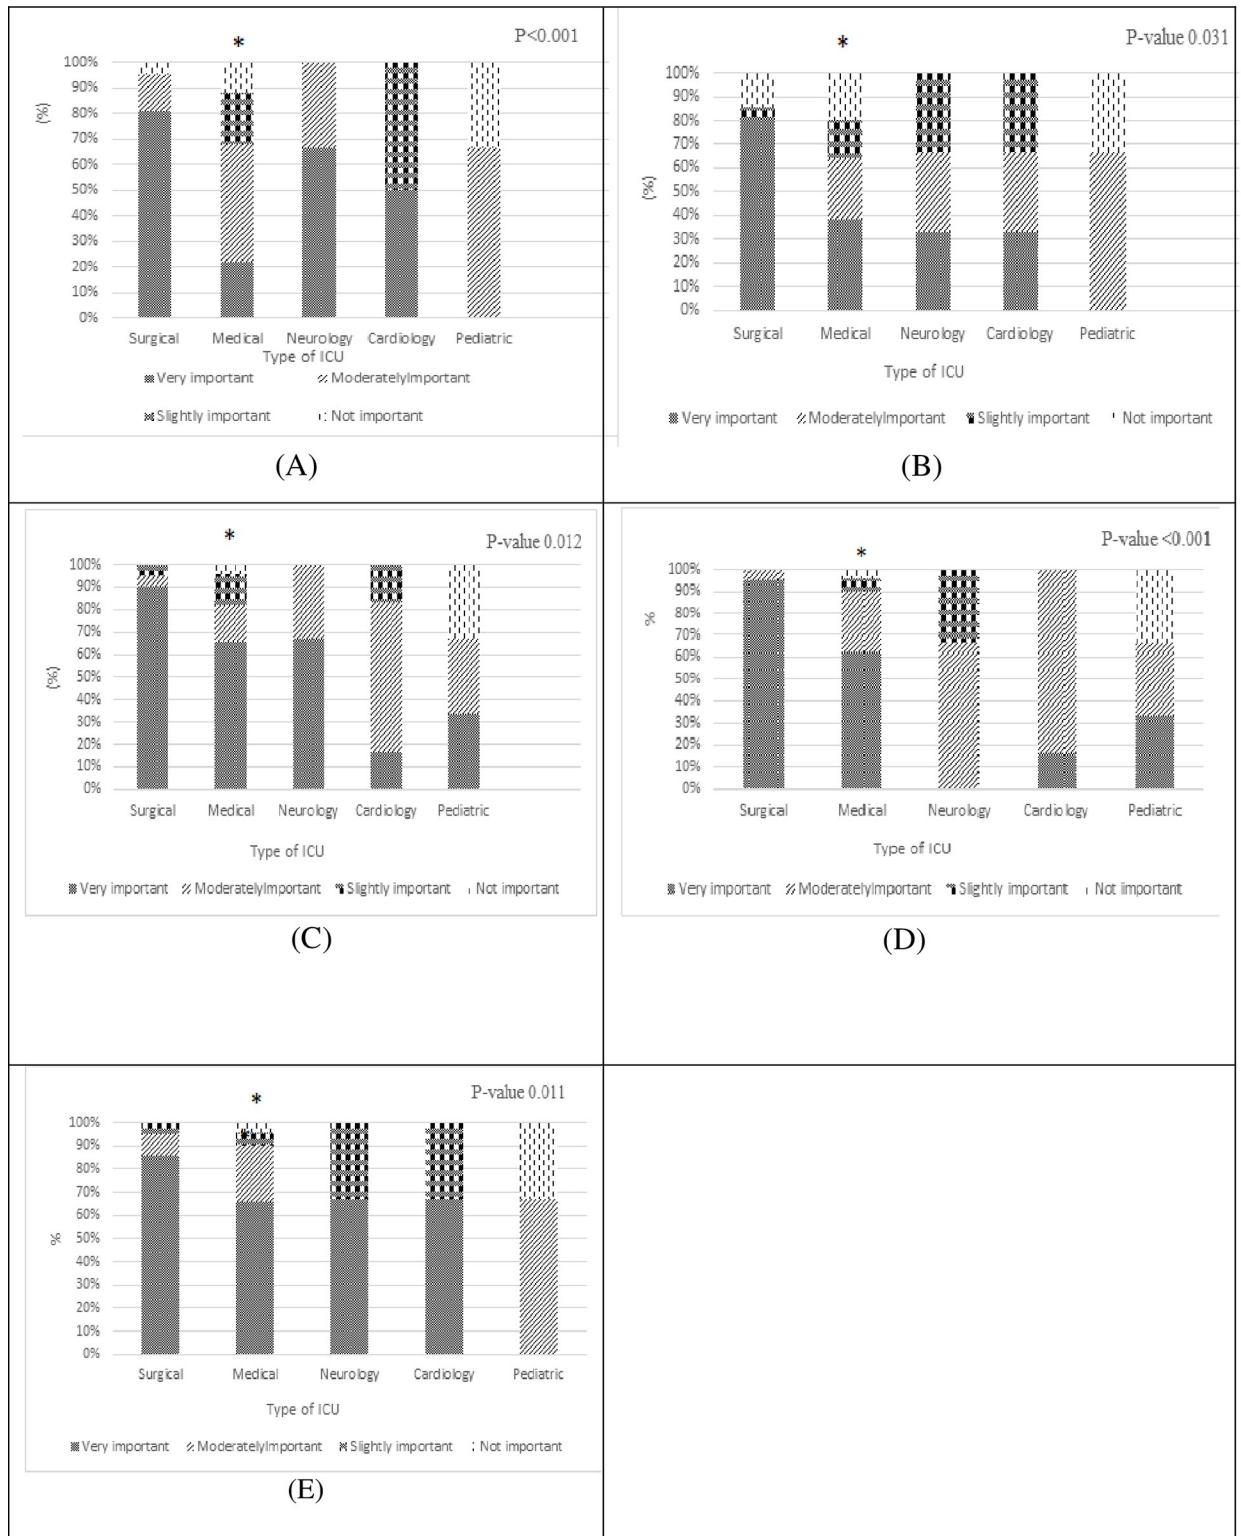 *
P<0.001
100%
90%
80%
70%
60%
50%
40%
30%
20%
10%
0%
(%)
Surgical Medical Neurology Cardiology Pediatric
Type of ICU
Very important ModeratelyImportant
Slightly important Not important
(A)
*
P-value 0.031
100%
90%
80%
70%
60%
50%
40%
30%
20%
10%
0%
(%)
Surgical Medical Neurology Cardiology Pediatric
Type of ICU
Very important ModeratelyImportant Slightly important Not important
(B)
*
P-value 0.012
100%
90%
80%
70%
60%
50%
40%
30%
20%
10%
0%
(%)
Surgical Medical Neurology Cardiology Pediatric
Type of ICU
Very important ModeratelyImportant Slightly important Not important
(C)
*
P-value <0.001
100%
90%
80%
70%
60%
50%
40%
30%
20%
10%
0%
%
Surgical Medical Neurology Cardiology Pediatric
Type of ICU
Very important ModeratelyImportant Slightly important Not important
(D)
*
P-value 0.011
100%
90%
80%
70%
60%
50%
40%
30%
20%
10%
0%
%
Surgical Medical Neurology Cardiology Pediatric
Type of ICU
Very important ModeratelyImportant Slightly important Not important
(E)